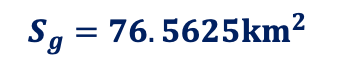 S_g = 76.5625km²